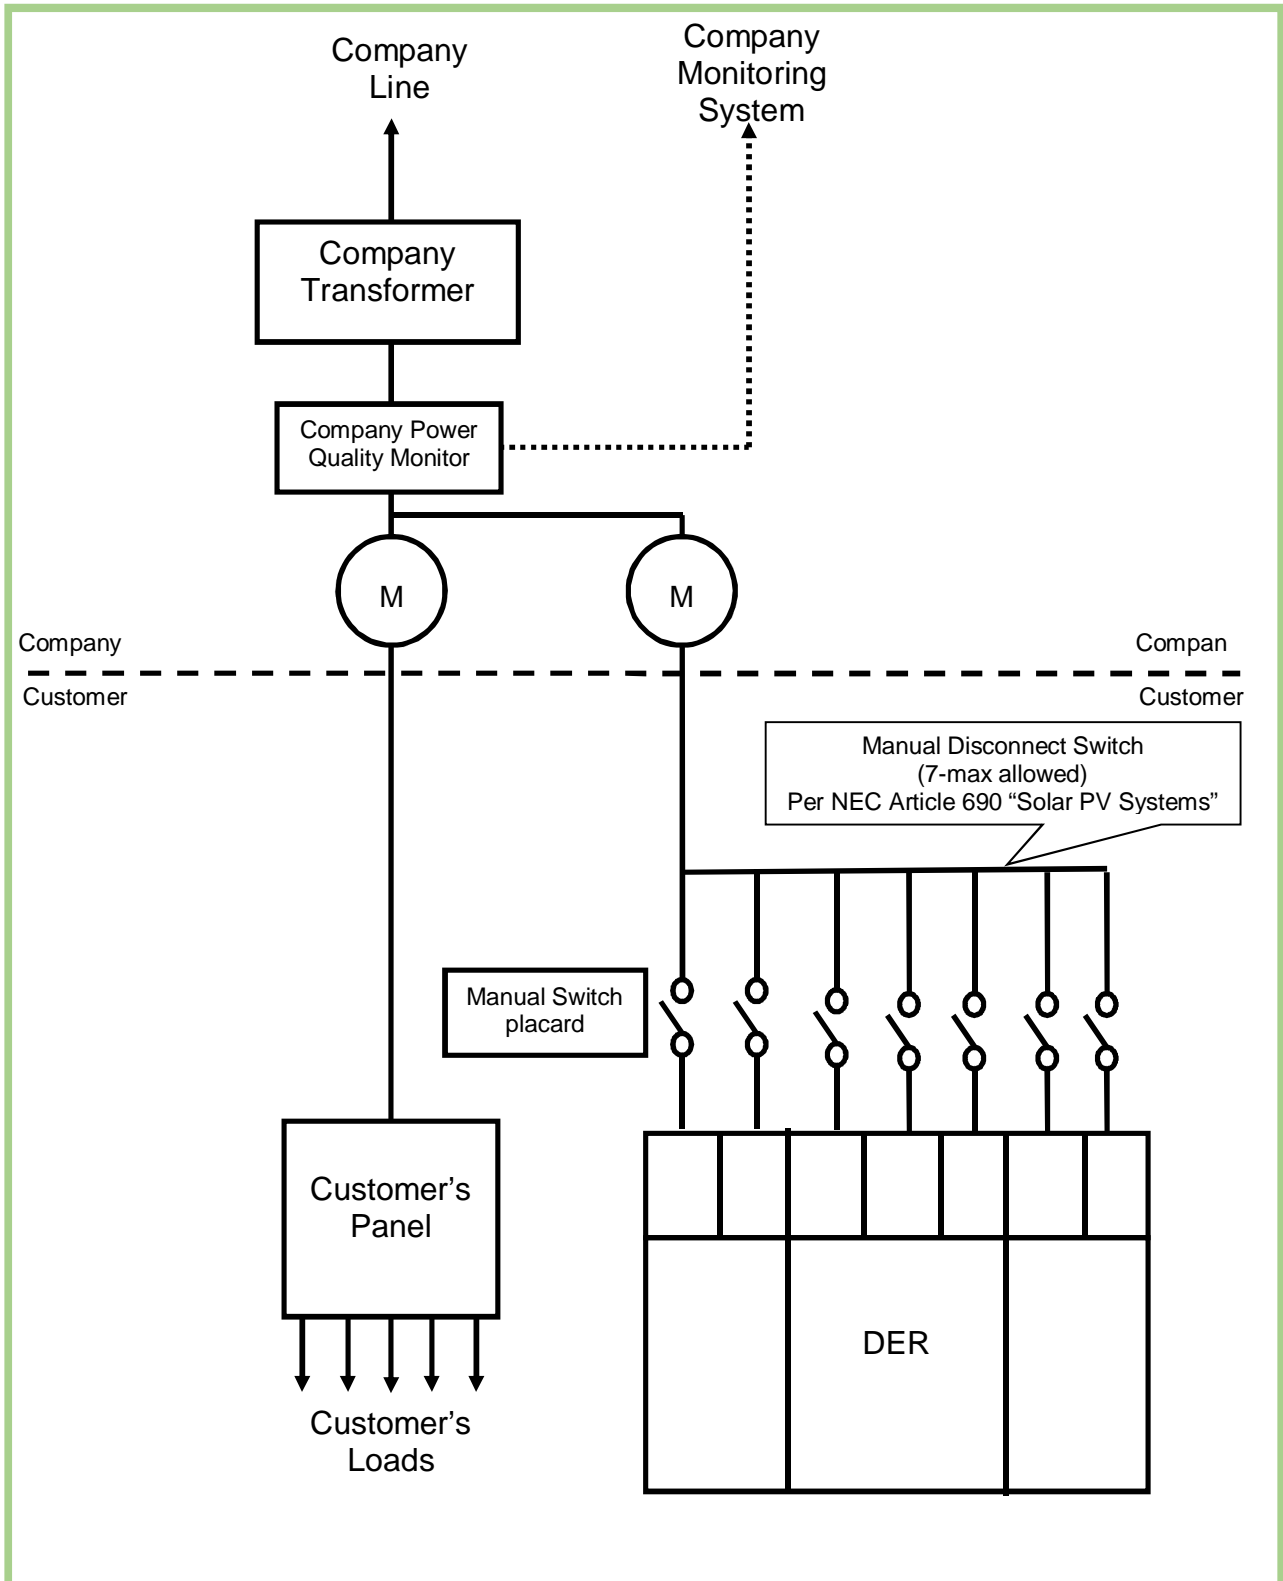 Company
Line
Company
Monitoring
System
Company
Transformer
Company Power
Quality Monitor
M
M
Company
Compan
Customer
Customer
Manual Disconnect Switch
(7-max allowed)
Per NEC Article 690 “Solar PV Systems”
Manual Switch
placard
Customer’s
Panel
DER
Customer’s
Loads